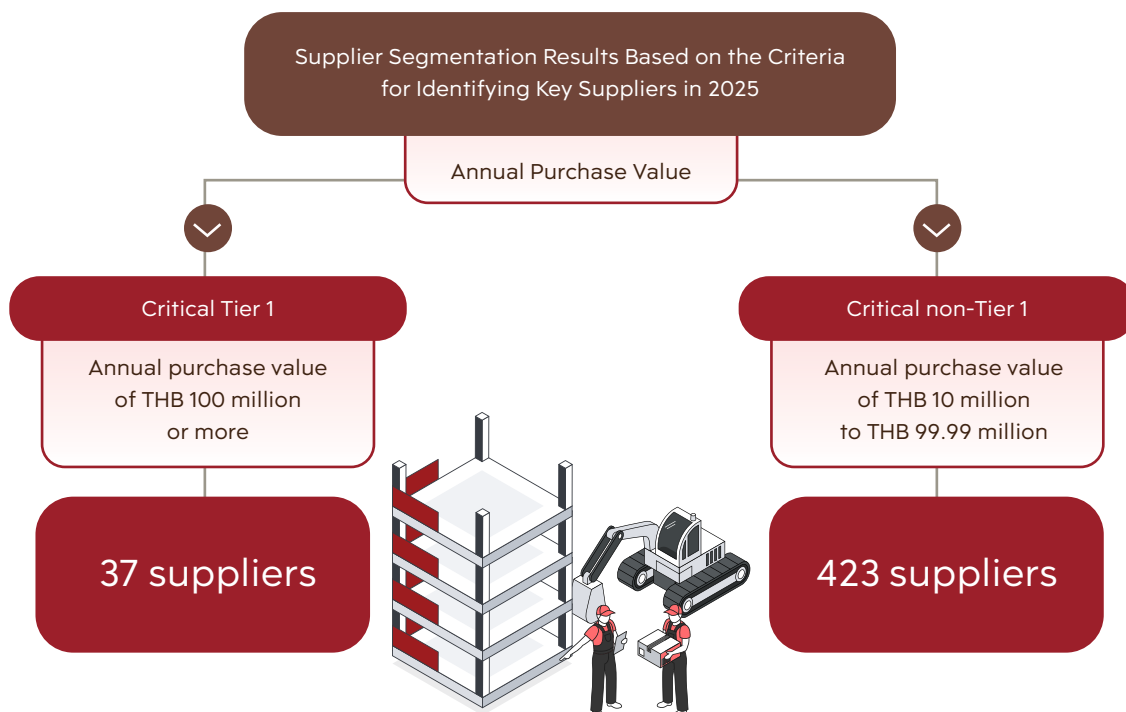 Supplier Segmentation Results Based on the Criteria
for Identifying Key Suppliers in 2025
Annual Purchase Value
Critical Tier 1
Annual purchase value
of THB 100 million
or more
37 suppliers
Critical non-Tier 1
Annual purchase value
of THB 10 million
to THB 99.99 million
423 suppliers